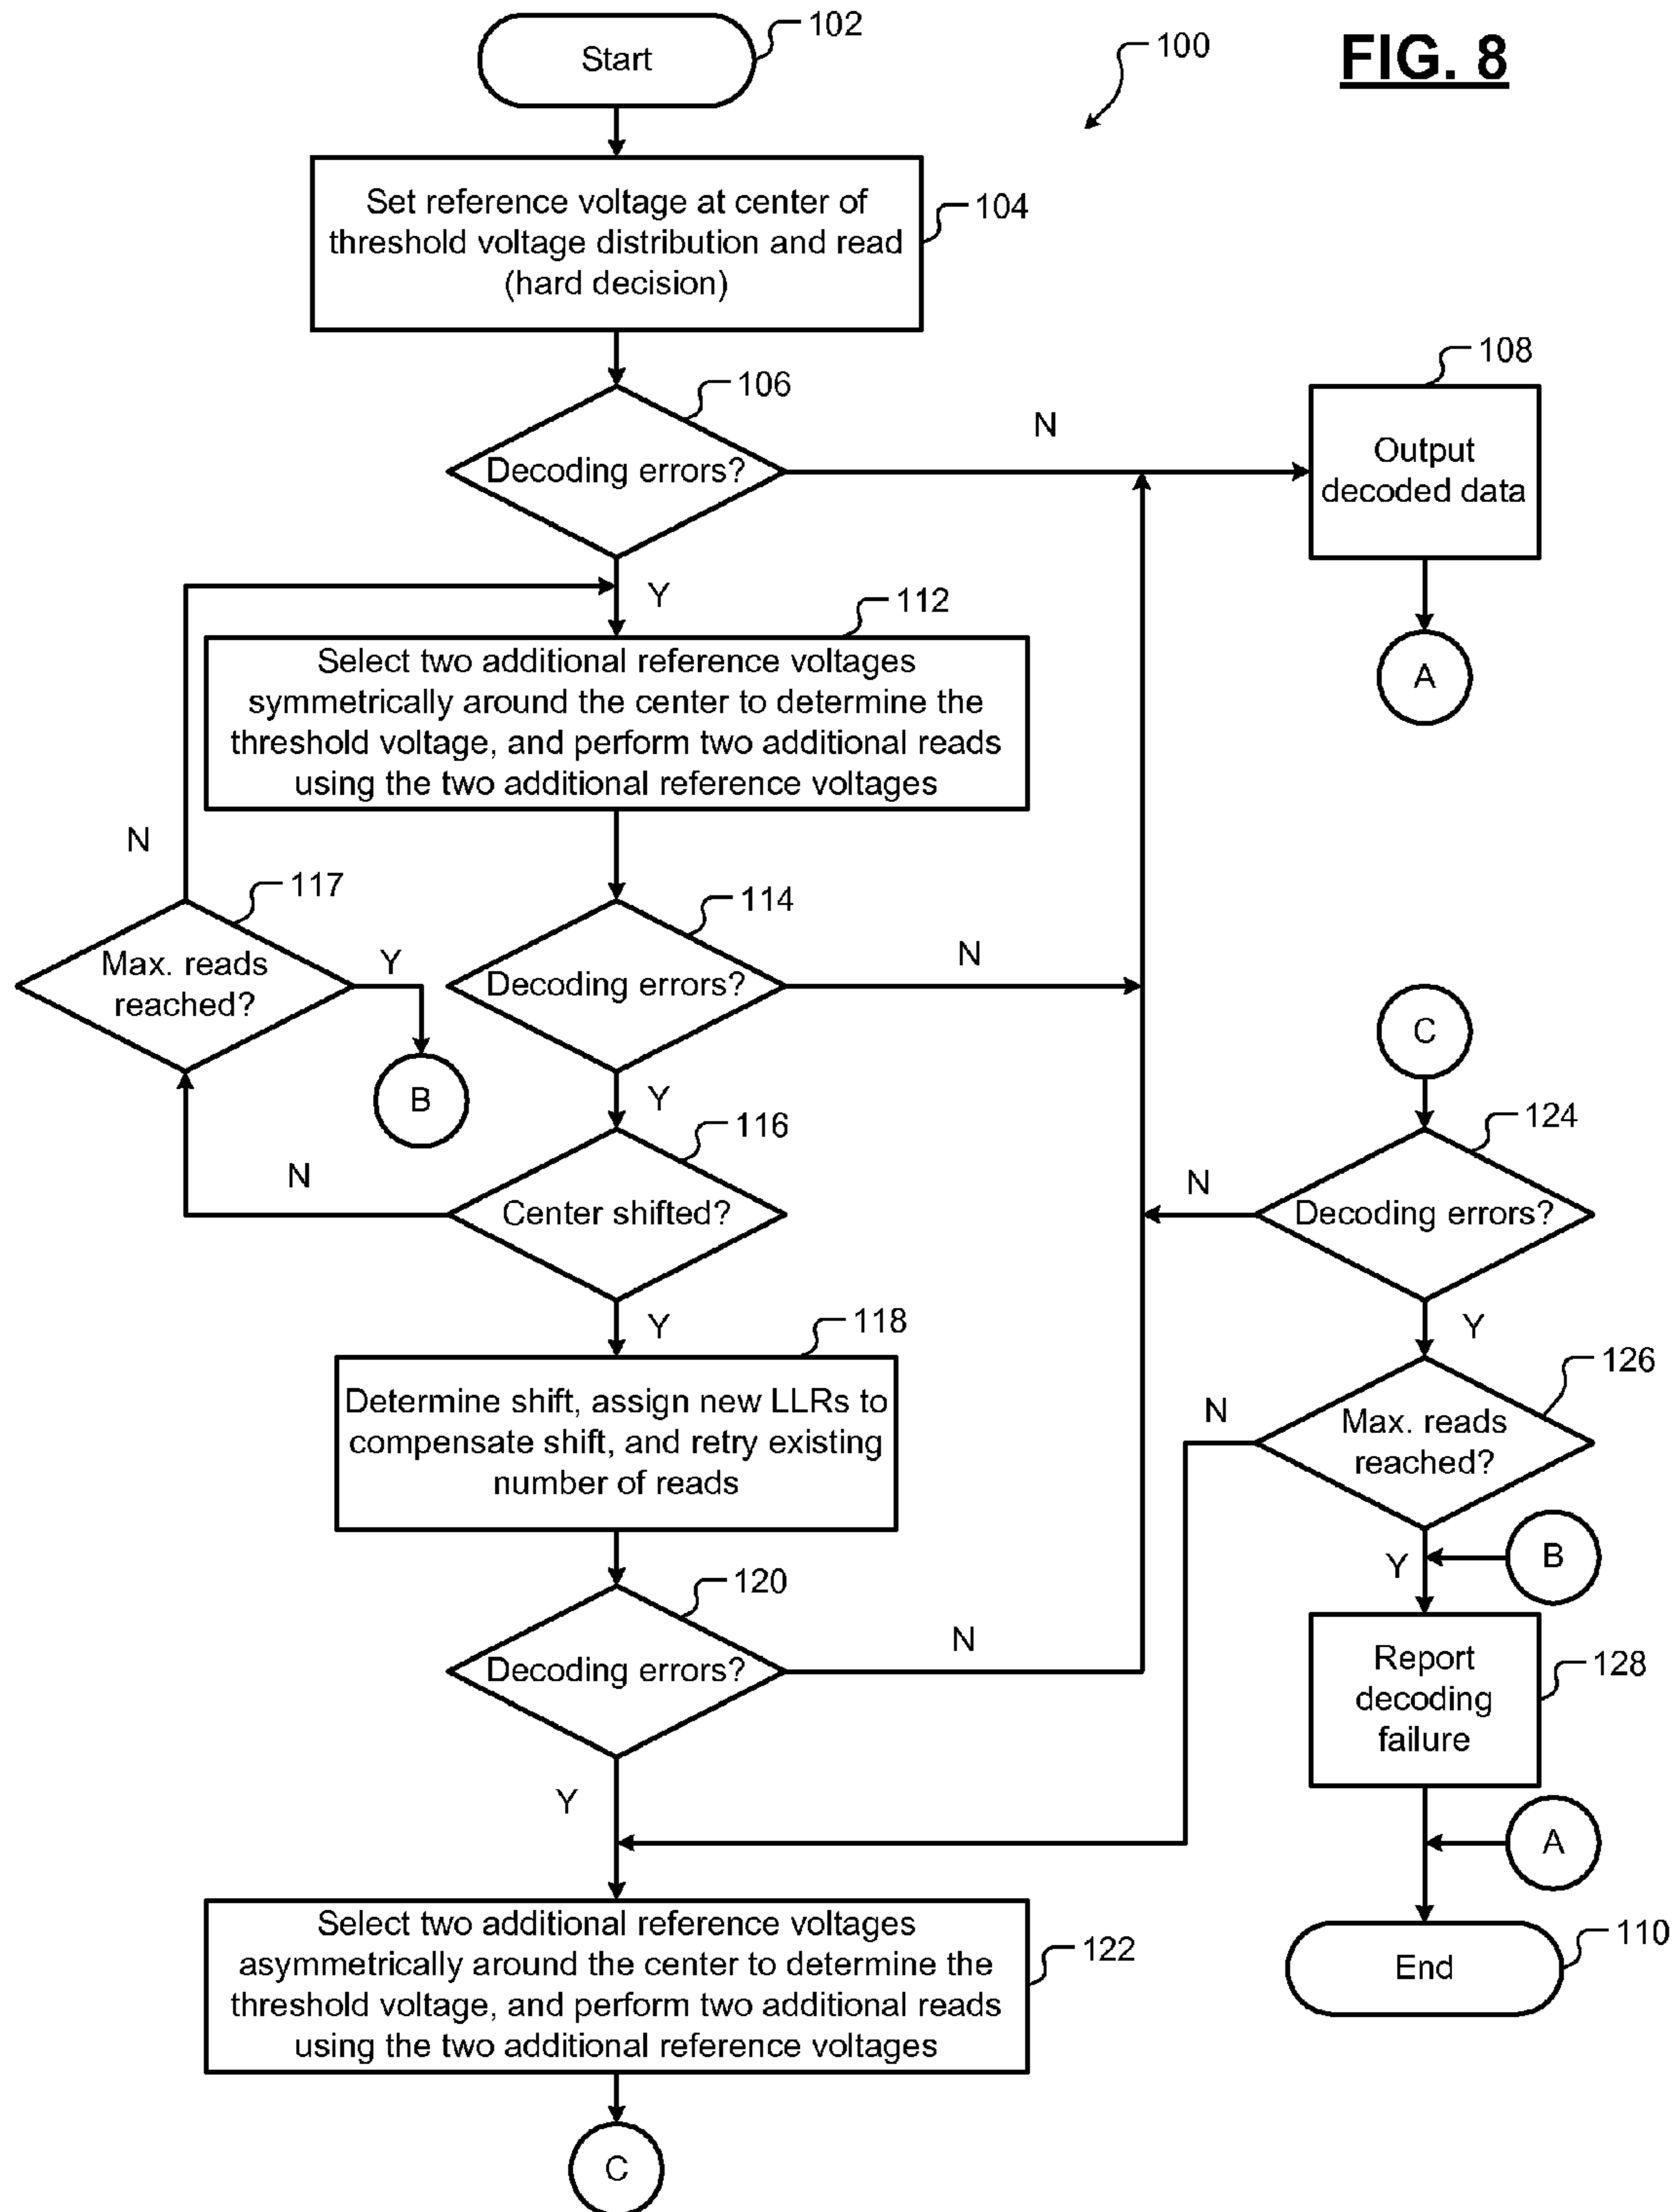 102
100
FIG. 8
Start
Set reference voltage at center of
threshold voltage distribution and read
(hard decision)
104
106
N
108
Decoding errors?
Output
decoded data
Y
A
112
Select two additional reference voltages
symmetrically around the center to determine the
threshold voltage, and perform two additional reads
using the two additional reference voltages
N
117
114
Max. reads
reached?
Y
Decoding errors?
N
B
Y
C
116
124
N
Center shifted?
N
Decoding errors?
Y
Y
118
126
Determine shift, assign new LLRs to
compensate shift, and retry existing
number of reads
N
Max. reads
reached?
Y
B
120
Decoding errors?
N
Report
decoding
failure
128
Y
A
Select two additional reference voltages
asymmetrically around the center to determine the
threshold voltage, and perform two additional reads
using the two additional reference voltages
122
End
110
C